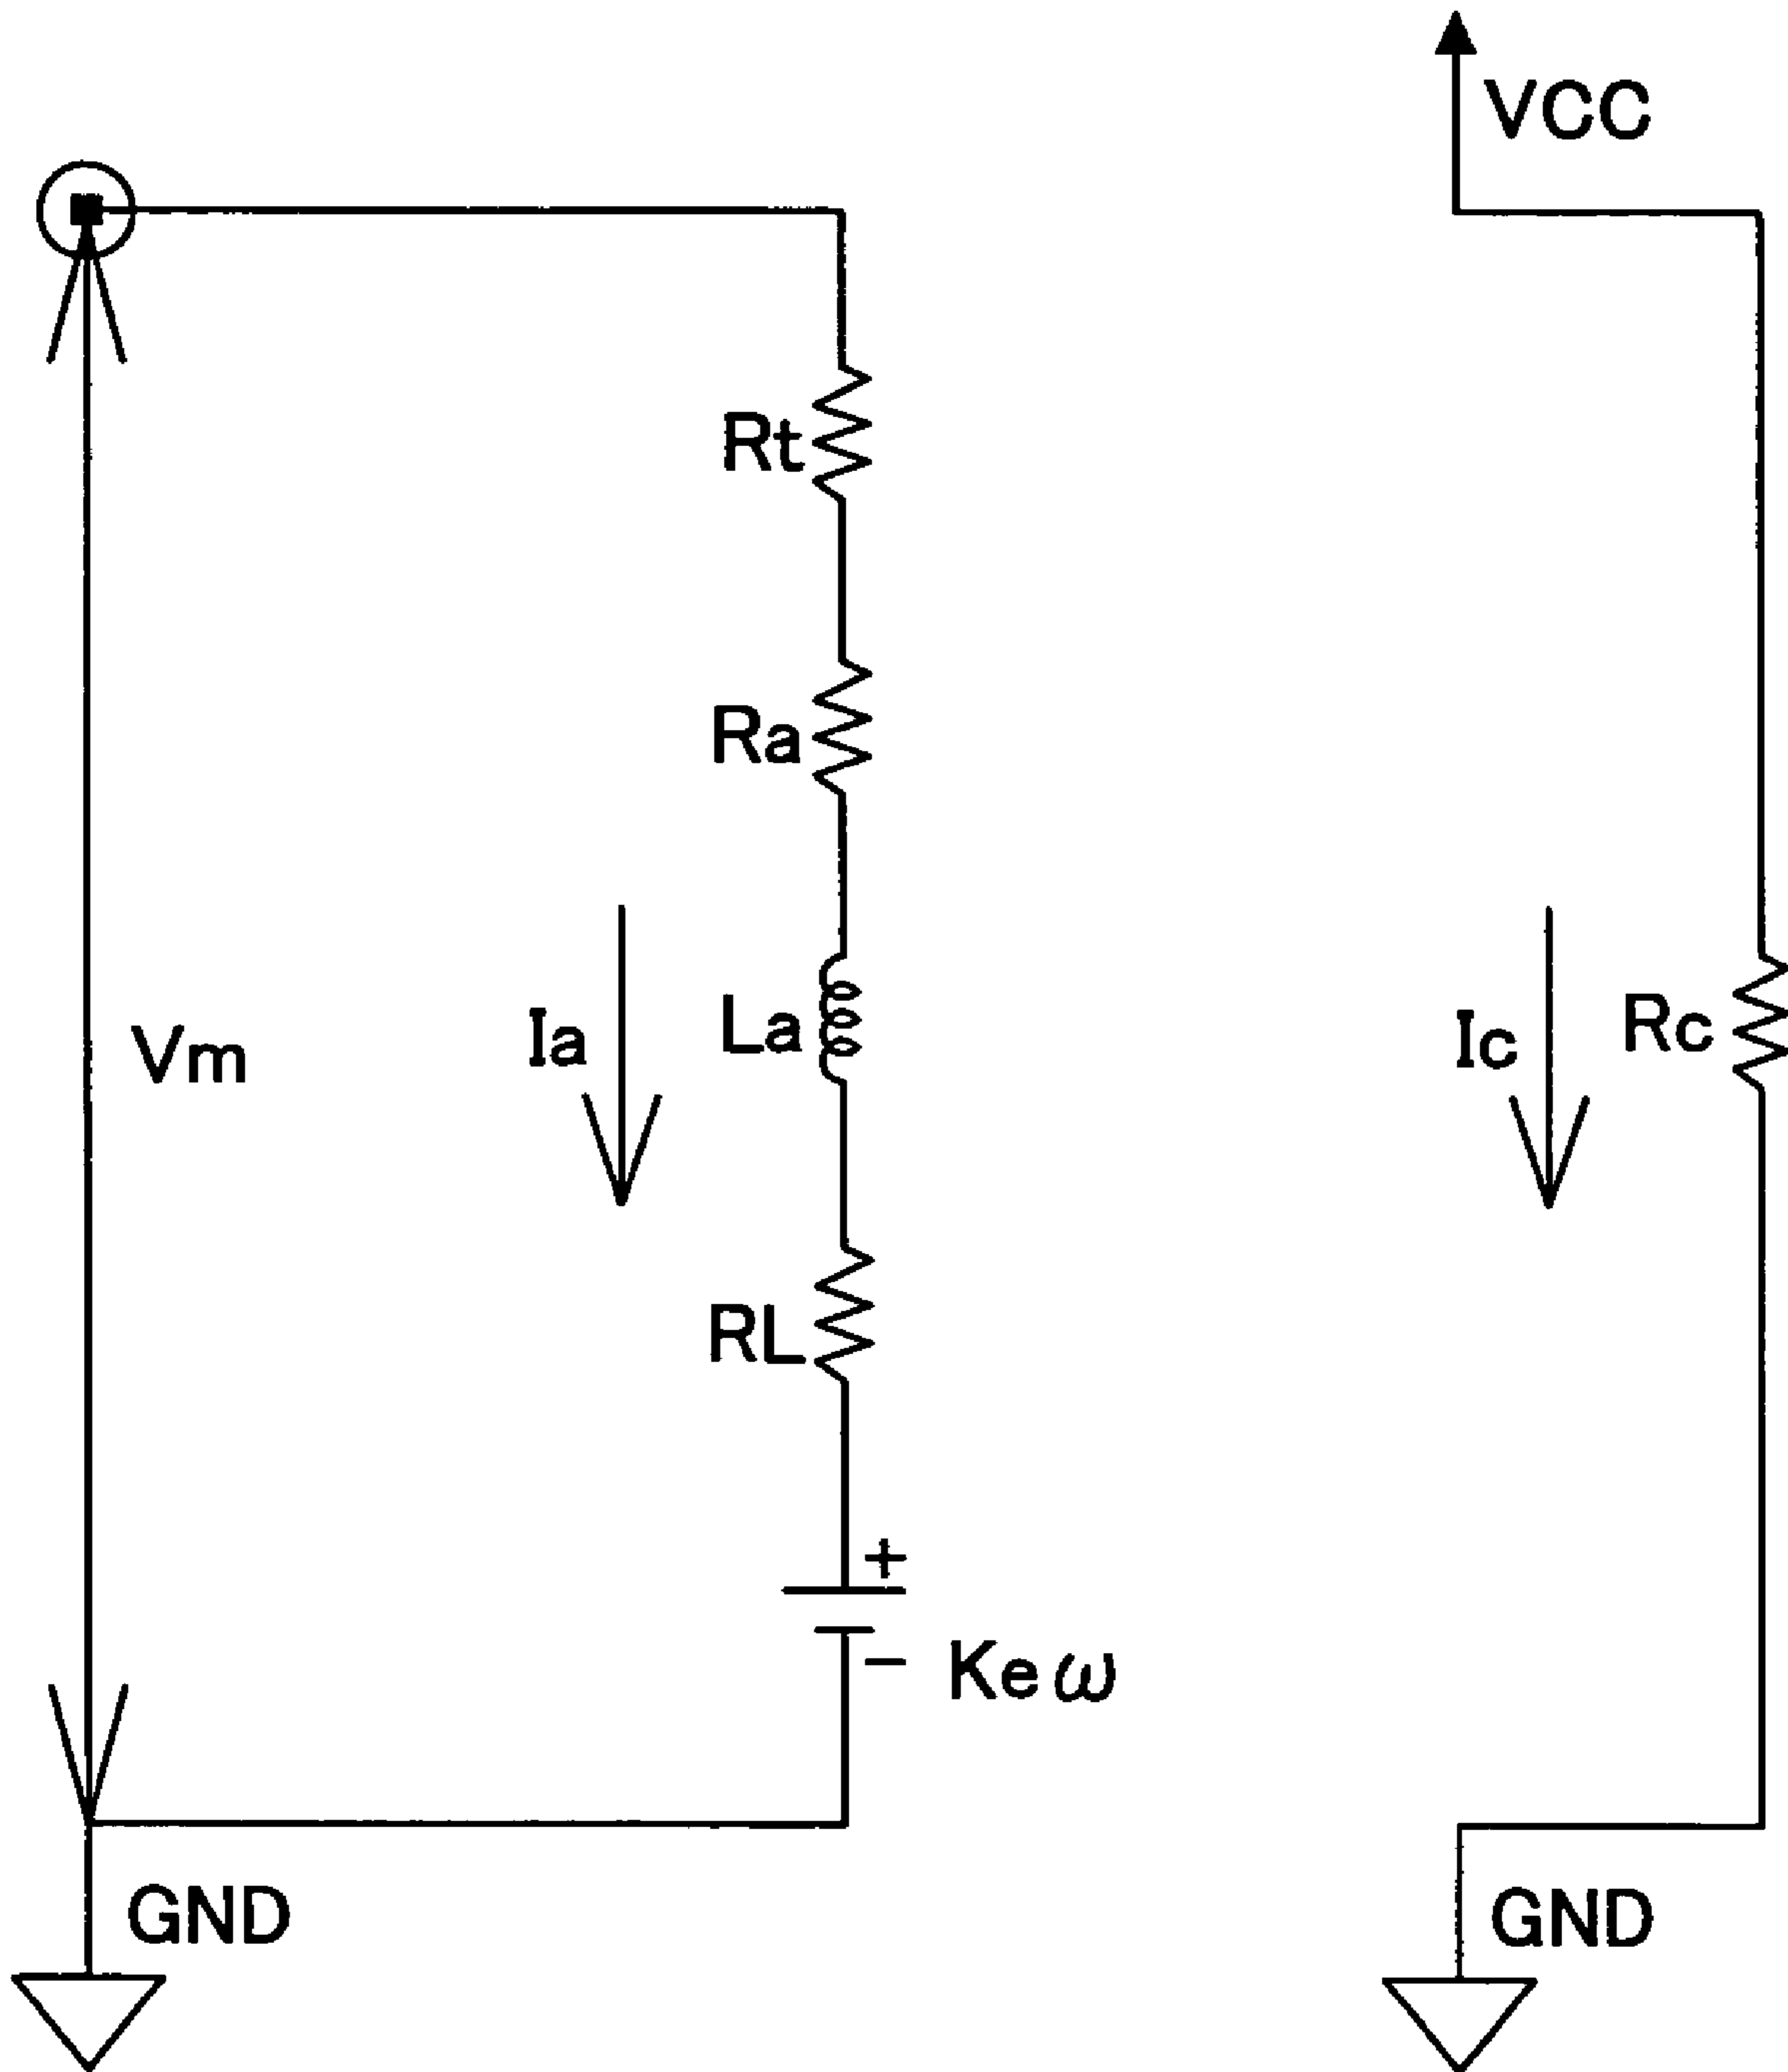 VCC
Rt
Ra
Vm
Ia
La
Ic
Rc
RL
+
−
Keω
GND
GND